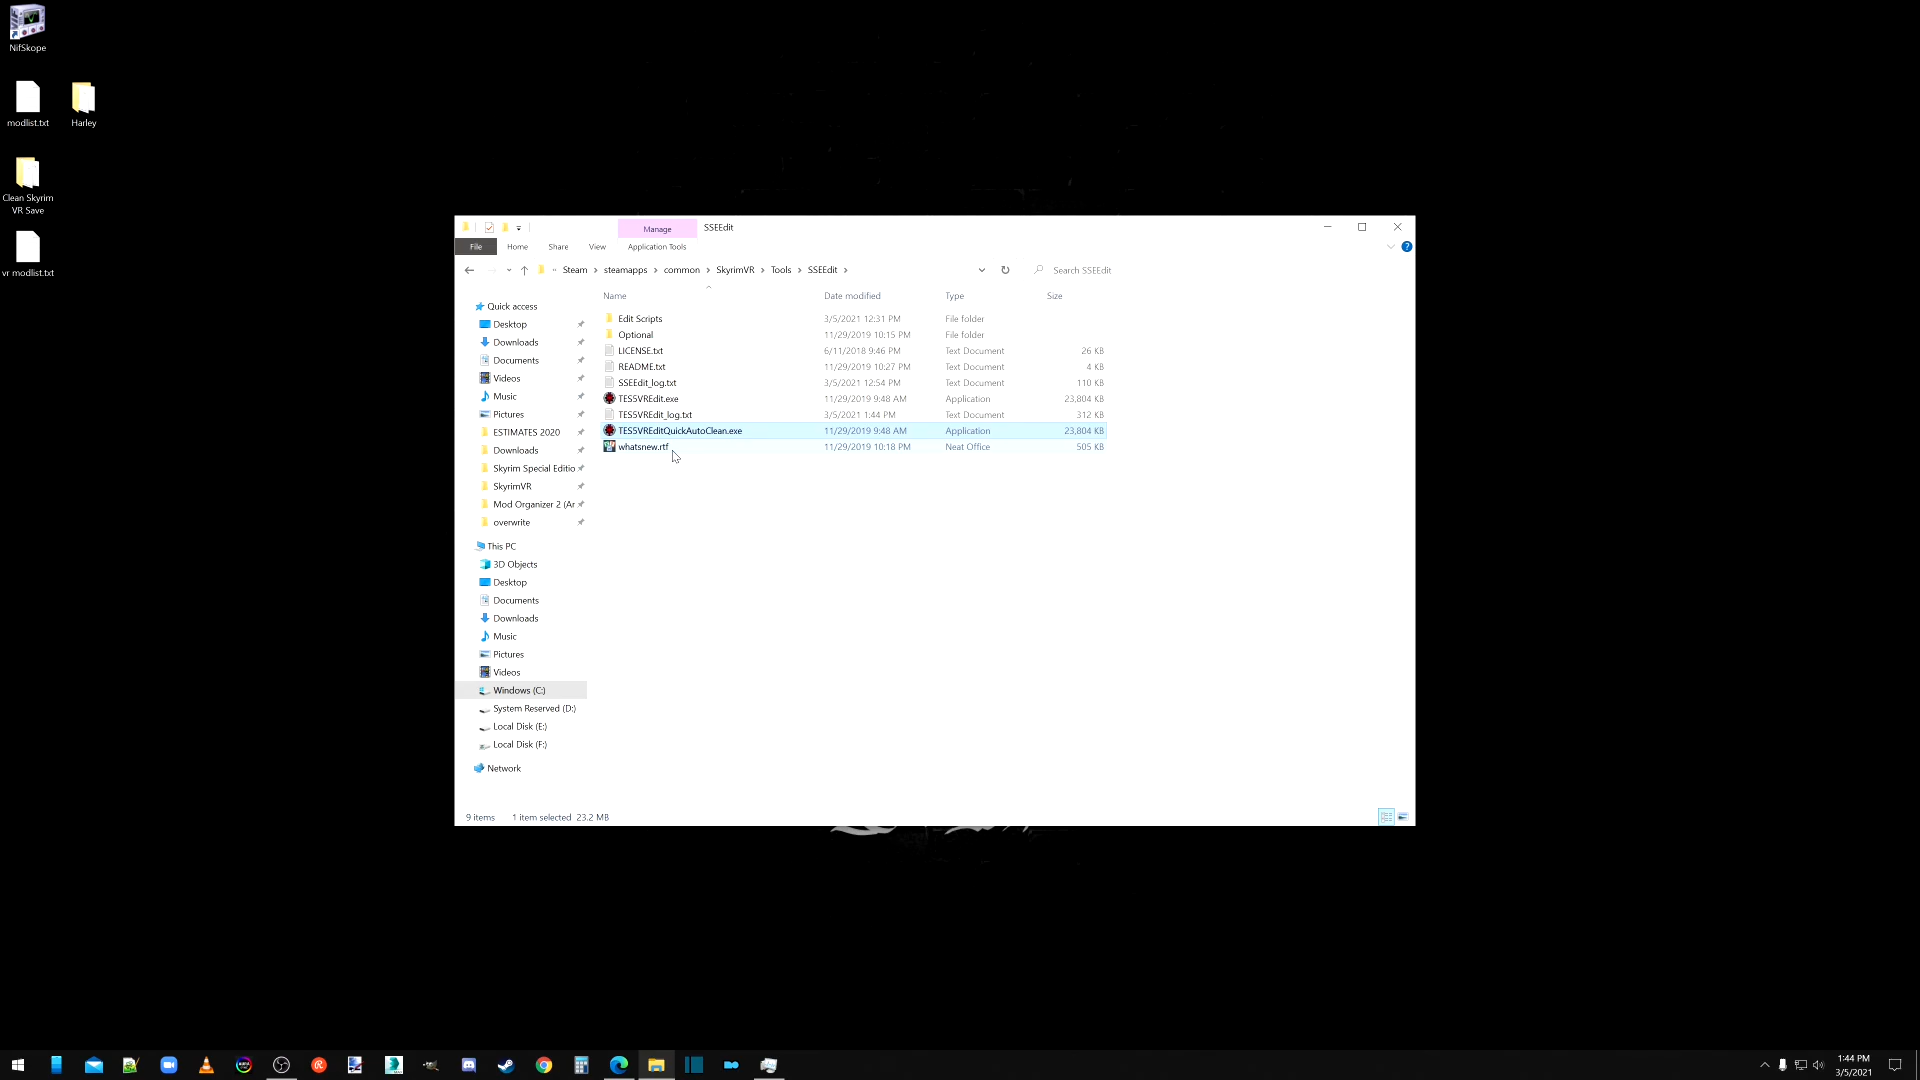 NifSkope
modlist.txt
Harley
Clean Skyrim
VR Save
vr modlist.txt
Manage
SSEEdit
File
Home
Share
View
Application Tools
Steam
steamapps
common
SkyrimVR
Tools
SSEEdit
Search SSEEdit
Name
Date modified
Type
Size
Edit Scripts 3/5/2021 12:31 PM File folder
Optional 11/29/2019 10:15 PM File folder
LICENSE.txt 6/11/2018 9:46 PM Text Document 26 KB
README.txt 11/29/2019 10:27 PM Text Document 4 KB
SSEEdit_log.txt 3/5/2021 12:54 PM Text Document 110 KB
TES5VREdit.exe 11/29/2019 9:48 AM Application 23,804 KB
TES5VREdit_log.txt 3/5/2021 1:44 PM Text Document 312 KB
TES5VREditQuickAutoClean.exe 11/29/2019 9:48 AM Application 23,804 KB
whatsnew.rtf 11/29/2019 10:18 PM Neat Office 505 KB
Quick access
Desktop
Downloads
Documents
Videos
Music
Pictures
ESTIMATES 2020
Downloads
Skyrim Special Editio
SkyrimVR
Mod Organizer 2 (Ar
overwrite
This PC
3D Objects
Desktop
Documents
Downloads
Music
Pictures
Videos
Windows (C:)
System Reserved (D:)
Local Disk (E:)
Local Disk (F:)
Network
9 items
1 item selected 23.2 MB
1:44 PM
3/5/2021